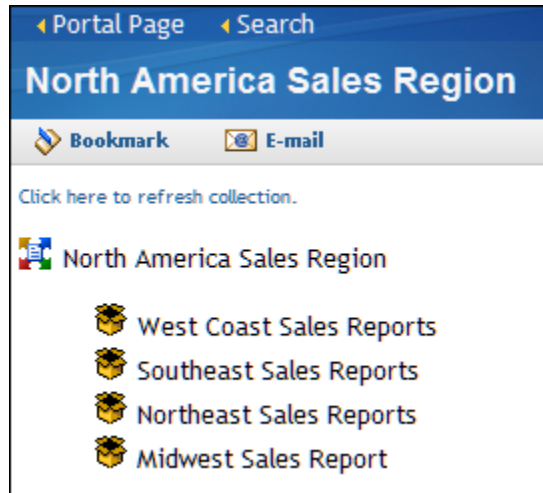 Portal Page Search
North America Sales Region
Bookmark E-mail
Click here to refresh collection.
North America Sales Region
West Coast Sales Reports
Southeast Sales Reports
Northeast Sales Reports
Midwest Sales Report